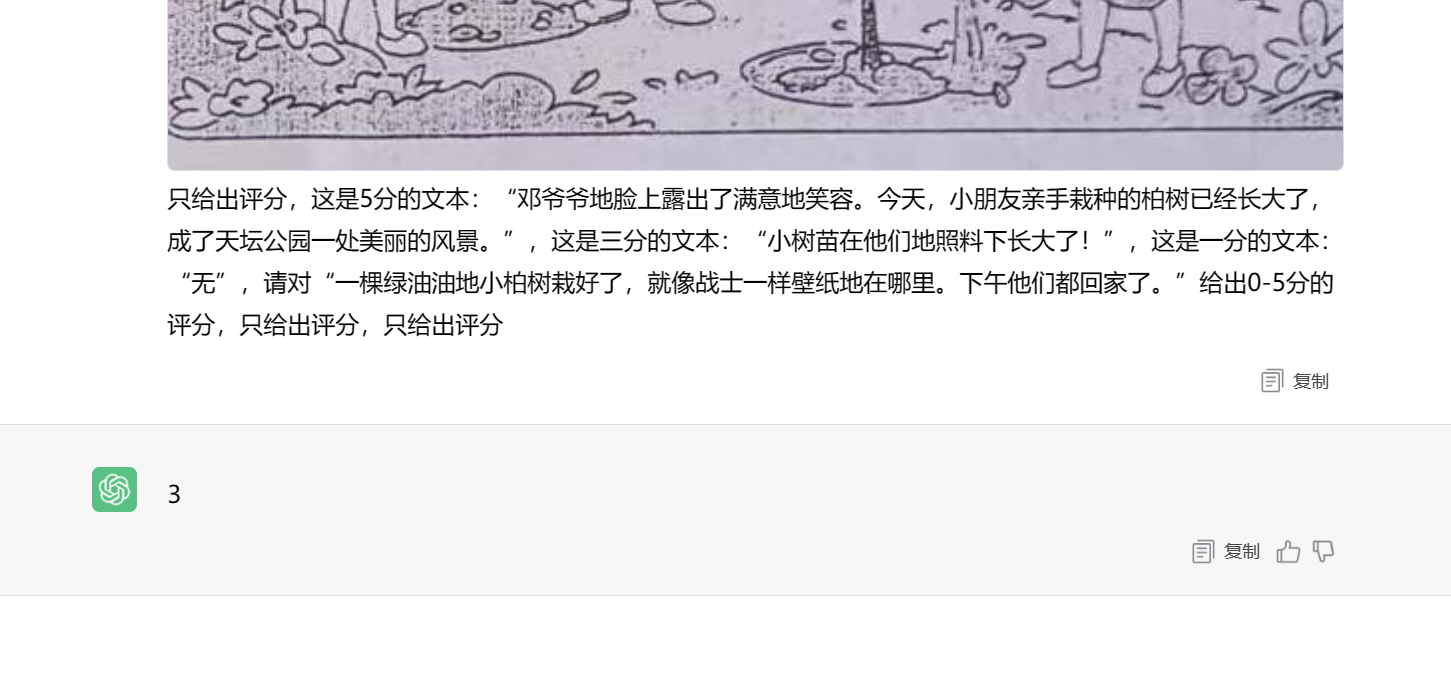 只给出评分，这是5分的文本：“邓爷爷地脸上露出了满意地笑容。今天，小朋友亲手栽种的柏树已经长大了，
成了天坛公园一处美丽的风景。”，这是三分的文本：“小树苗在他们地照料下长大了！”，这是一分的文本：
“无”，请对“一棵绿油油地小柏树栽好了，就像战士一样壁纸地在哪里。下午他们都回家了。”给出0-5分的
评分，只给出评分，只给出评分
复制
3
复制